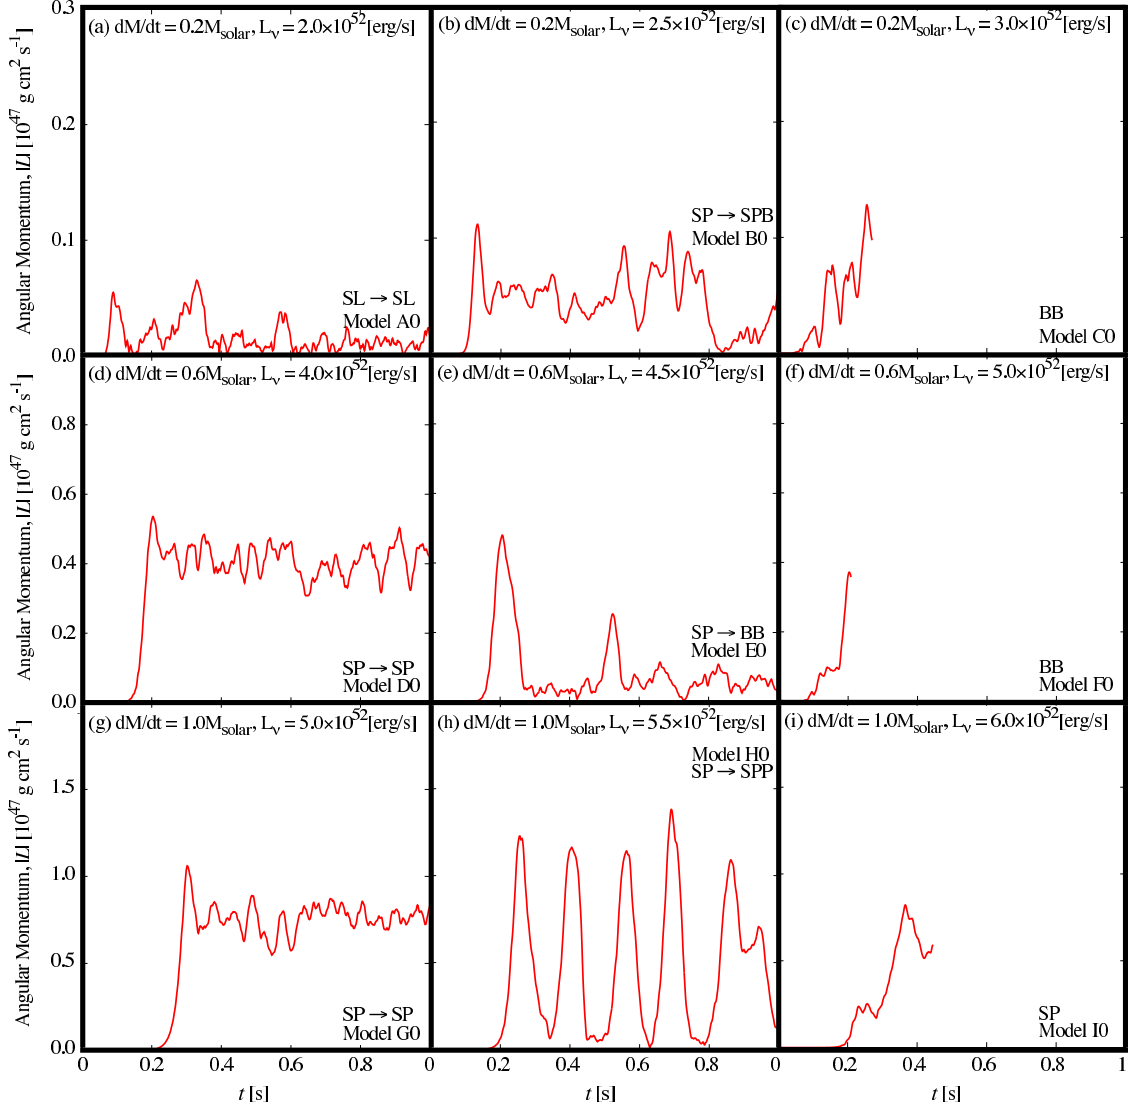 (a) dM/dt = 0.2M_solar, L_ν = 2.0×10^52[erg/s]
(b) dM/dt = 0.2M_solar, L_ν = 2.5×10^52[erg/s]
(c) dM/dt = 0.2M_solar, L_ν = 3.0×10^52[erg/s]
Angular Momentum, |L| [10^47 g cm^2 s^-1]
0.3
0.2
0.1
0.0
SL → SL
Model A0
SP → SPB
Model B0
BB
Model C0
(d) dM/dt = 0.6M_solar, L_ν = 4.0×10^52[erg/s]
(e) dM/dt = 0.6M_solar, L_ν = 4.5×10^52[erg/s]
(f) dM/dt = 0.6M_solar, L_ν = 5.0×10^52[erg/s]
Angular Momentum, |L| [10^47 g cm^2 s^-1]
0.8
0.6
0.4
0.2
0.0
SP → SP
Model D0
SP → BB
Model E0
BB
Model F0
(g) dM/dt = 1.0M_solar, L_ν = 5.0×10^52[erg/s]
(h) dM/dt = 1.0M_solar, L_ν = 5.5×10^52[erg/s]
(i) dM/dt = 1.0M_solar, L_ν = 6.0×10^52[erg/s]
Angular Momentum, |L| [10^47 g cm^2 s^-1]
1.5
1.0
0.5
0.0
SP → SP
Model G0
Model H0
SP → SPP
SP
Model I0
0 0.2 0.4 0.6 0.8 0 0.2 0.4 0.6 0.8 0 0.2 0.4 0.6 0.8 1
t [s]
t [s]
t [s]